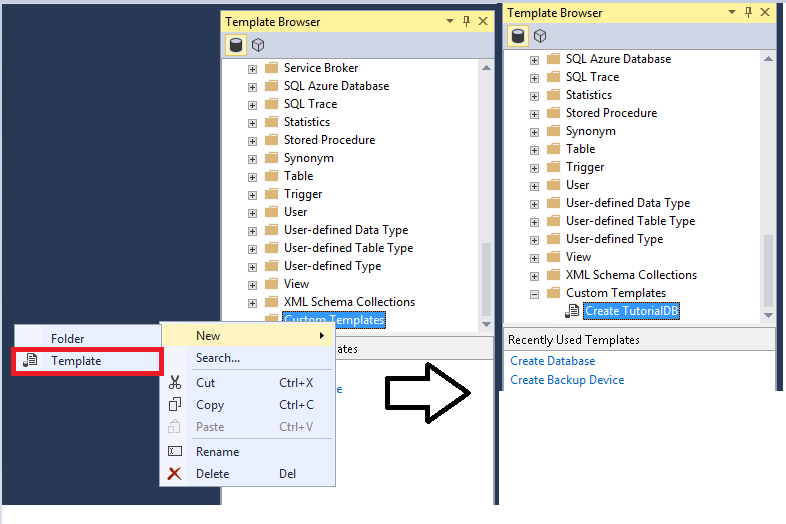 Template Browser
Service Broker
SQL Azure Database
SQL Trace
Statistics
Stored Procedure
Synonym
Table
Trigger
User
User-defined Data Type
User-defined Table Type
User-defined Type
View
XML Schema Collections
Custom Templates
Folder
Template
New
Search...
Cut Ctrl+X
Copy Ctrl+C
Paste Ctrl+V
Rename
Delete Del
Template Browser
SQL Azure Database
SQL Trace
Statistics
Stored Procedure
Synonym
Table
Trigger
User
User-defined Data Type
User-defined Table Type
User-defined Type
View
XML Schema Collections
Custom Templates
Create TutorialDB
Recently Used Templates
Create Database
Create Backup Device